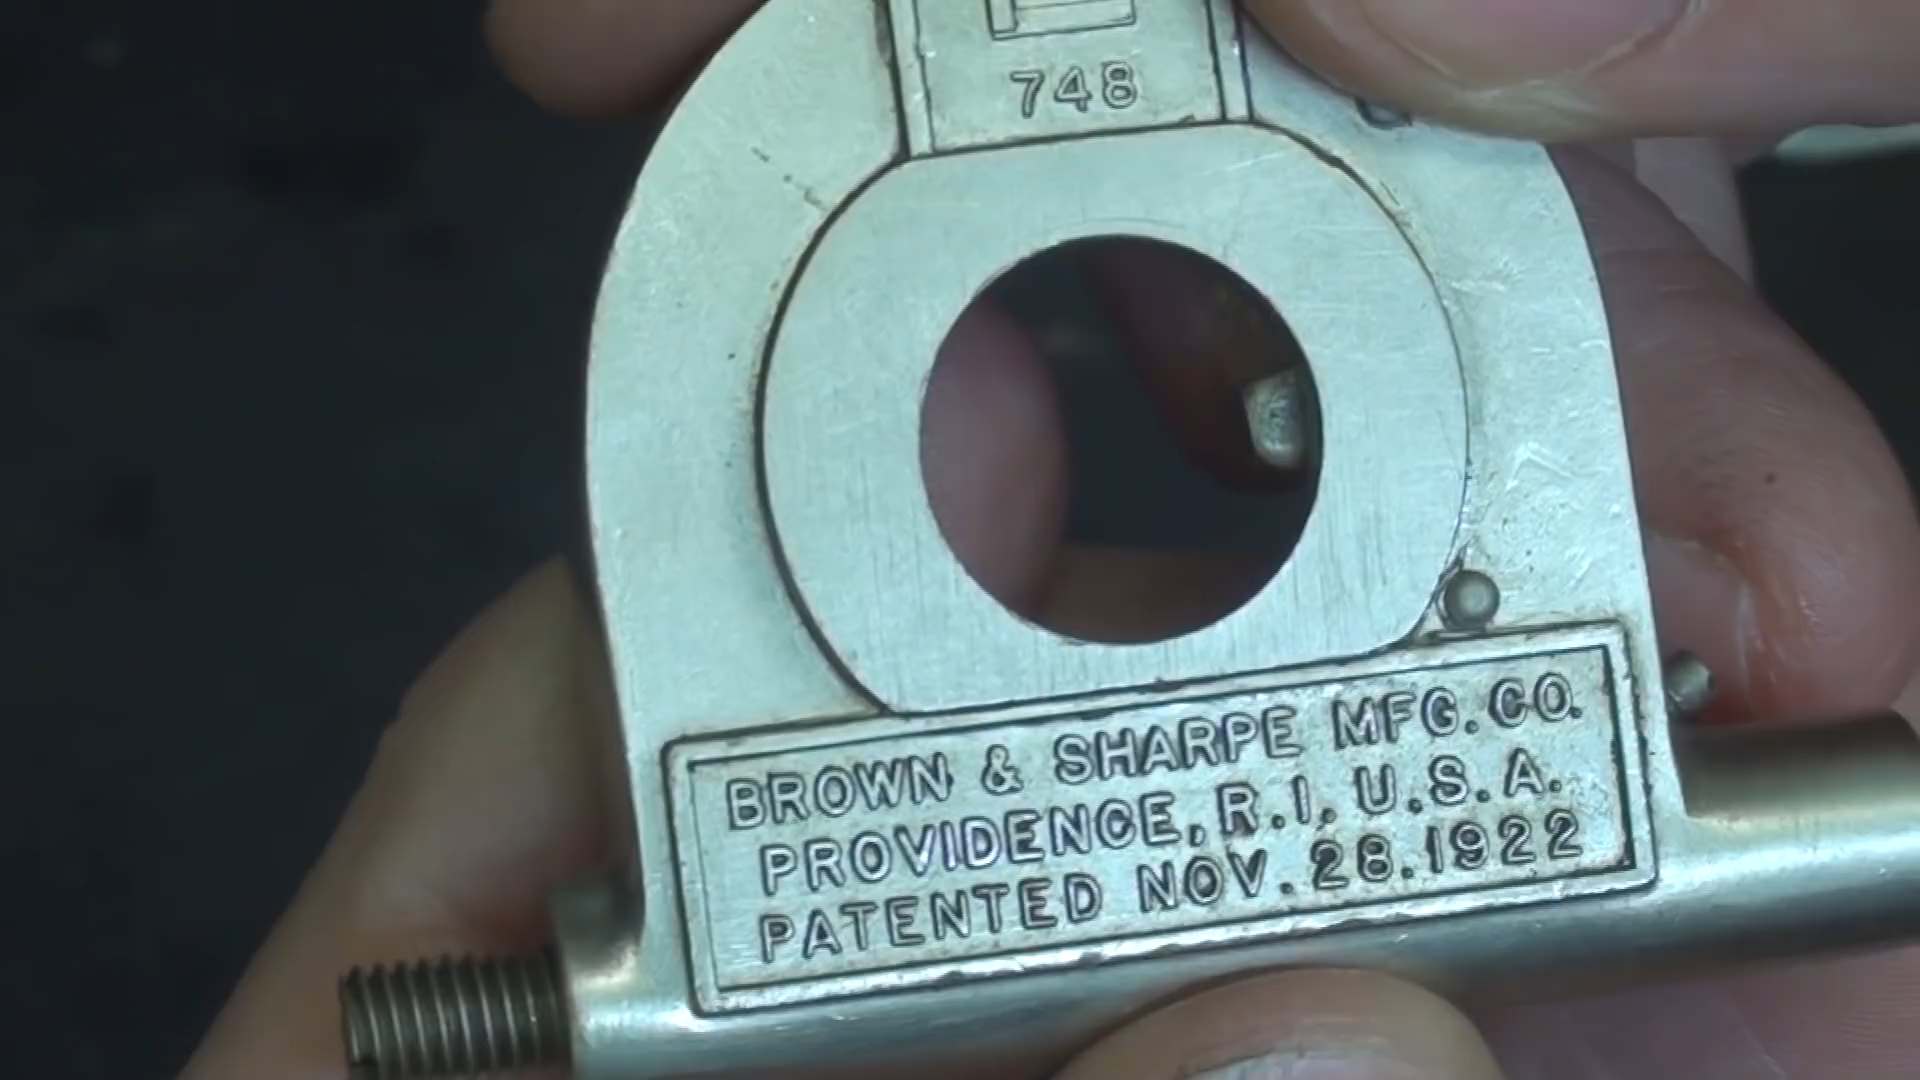 748
BROWN & SHARPE MFG. CO.
PROVIDENCE, R.I. U.S.A.
PATENTED NOV. 28. 1922